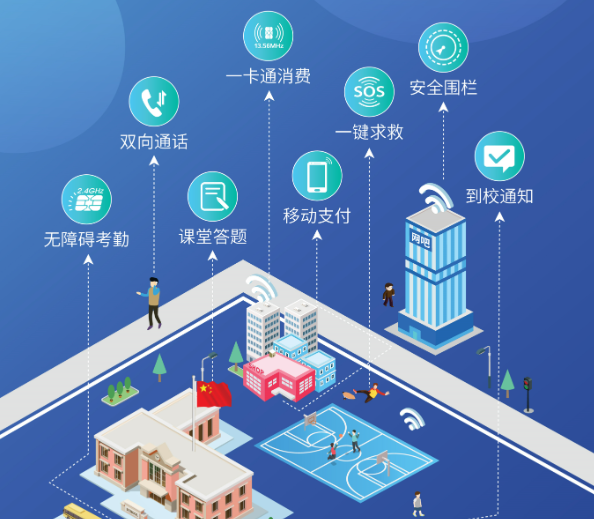 13.56MHz
一卡通消费
安全围栏
SOS
一键求救
双向通话
到校通知
2.4GHz
无障碍考勤
课堂答题
移动支付
网吧